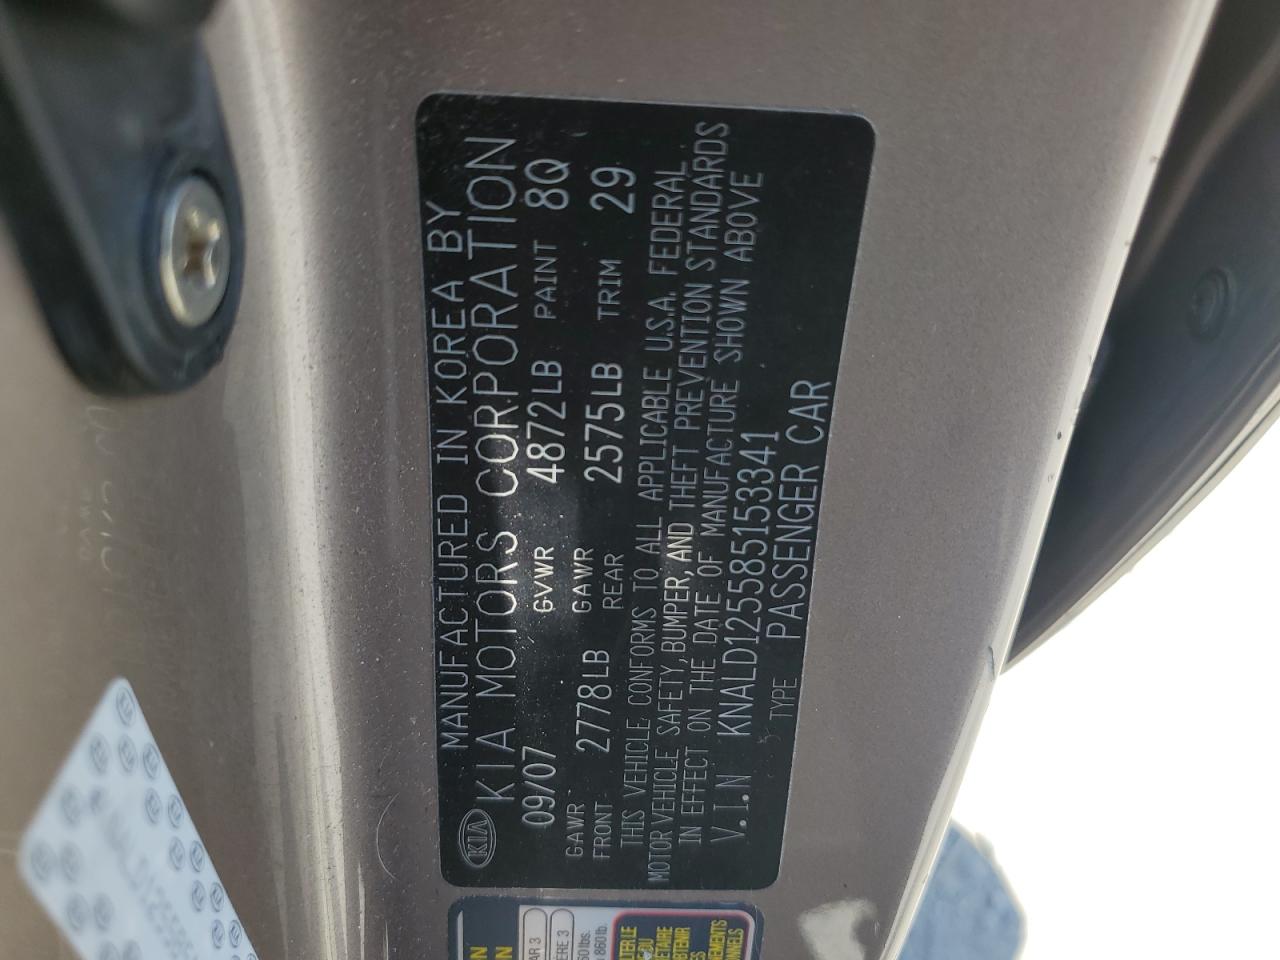 MANUFACTURED IN KOREA BY
KIA KIA MOTORS CORPORATION
09/07 GVWR 4872LB PAINT 8Q
GAWR FRONT 2778LB GAWR REAR 2575LB TRIM 29
THIS VEHICLE CONFORMS TO ALL APPLICABLE U.S.A. FEDERAL
MOTOR VEHICLE SAFETY, BUMPER, AND THEFT PREVENTION STANDARDS
IN EFFECT ON THE DATE OF MANUFACTURE SHOWN ABOVE
V.I.N KNALD125585153341
TYPE PASSENGER CAR